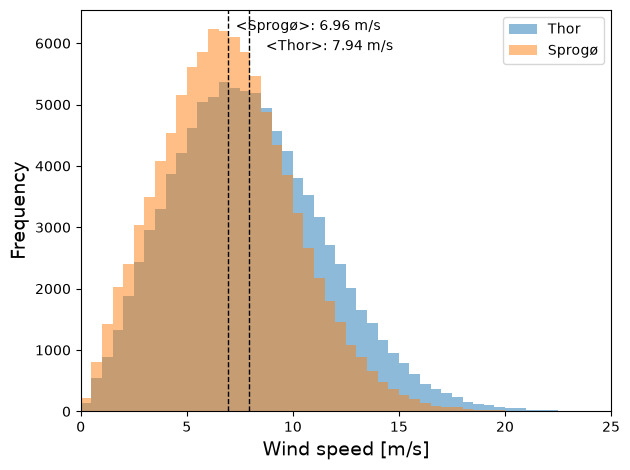 <Sprogø>: 6.96 m/s
<Thor>: 7.94 m/s
Thor
Sprogø
Frequency
6000
5000
4000
3000
2000
1000
0
0 5 10 15 20 25
Wind speed [m/s]